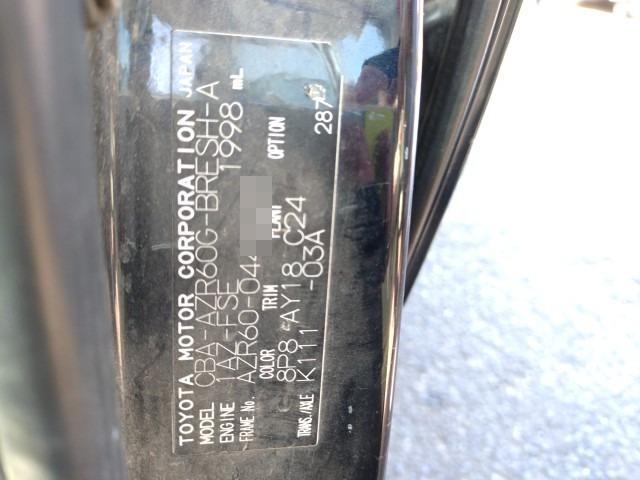 TOYOTA MOTOR CORPORATION JAPAN
MODEL CBA-AZR60G-BRESH-A
ENGINE 1AZ-FSE 1998 mL
FRAME No. AZR60-044
COLOR TRIM PLANT OPTION
8P8 AY18 C24
TRANS./AXLE K111 -03A 287